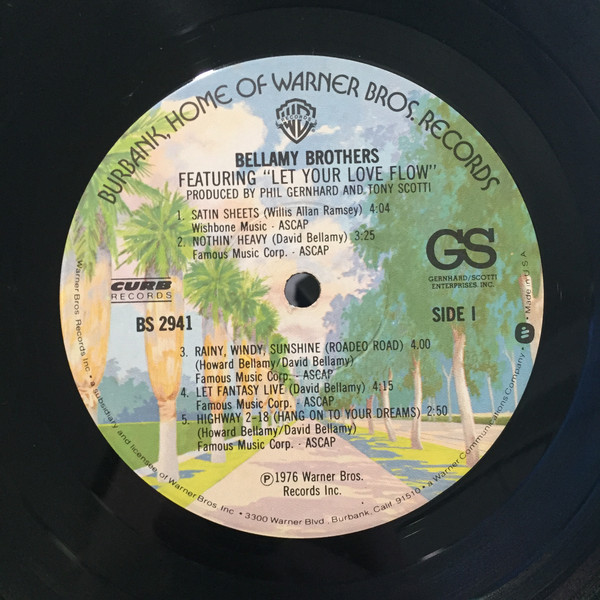 BURBANK, HOME OF WARNER BROS. RECORDS
RECORDS
BELLAMY BROTHERS
FEATURING "LET YOUR LOVE FLOW"
PRODUCED BY PHIL GERNHARD AND TONY SCOTTI
1. SATIN SHEETS (Willis Allan Ramsey) 4:04
Wishbone Music - ASCAP
2. NOTHIN' HEAVY (David Bellamy) 3:25
Famous Music Corp. - ASCAP
CURB
RECORDS
GS
GERNHARD/SCOTTI
ENTERPRISES, INC.
BS 2941
SIDE I
3. RAINY, WINDY, SUNSHINE (ROADEO ROAD) 4.00
(Howard Bellamy/David Bellamy)
Famous Music Corp. - ASCAP
4. LET FANTASY LIVE (David Bellamy) 4:15
Famous Music Corp. - ASCAP
5. HIGHWAY 2-18 (HANG ON TO YOUR DREAMS) 2:50
(Howard Bellamy/David Bellamy)
Famous Music Corp. - ASCAP
℗1976 Warner Bros.
Records Inc.
Warner Bros. Records Inc. • a subsidiary and licensee of Warner Bros. Inc • 3300 Warner Blvd., Burbank, Calif. 91510 • a Warner Communications Company • Made in U.S.A.